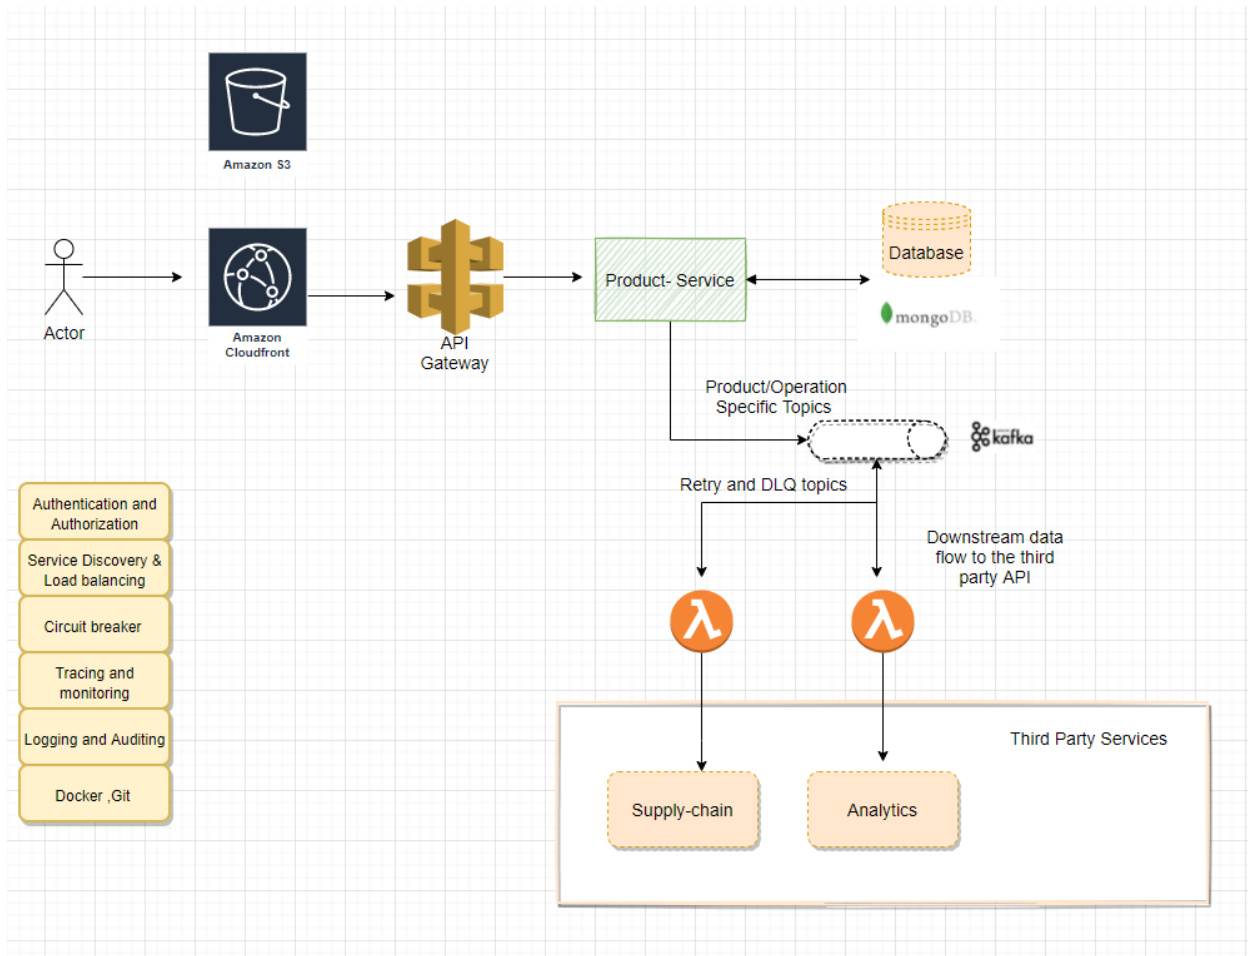 Amazon S3
Actor
Amazon
Cloudfront
API
Gateway
Product- Service
Database
mongoDB.
Product/Operation
Specific Topics
kafka
Retry and DLQ topics
Downstream data
flow to the third
party API
λ
λ
Third Party Services
Supply-chain
Analytics
Authentication and
Authorization
Service Discovery &
Load balancing
Circuit breaker
Tracing and
monitoring
Logging and Auditing
Docker ,Git